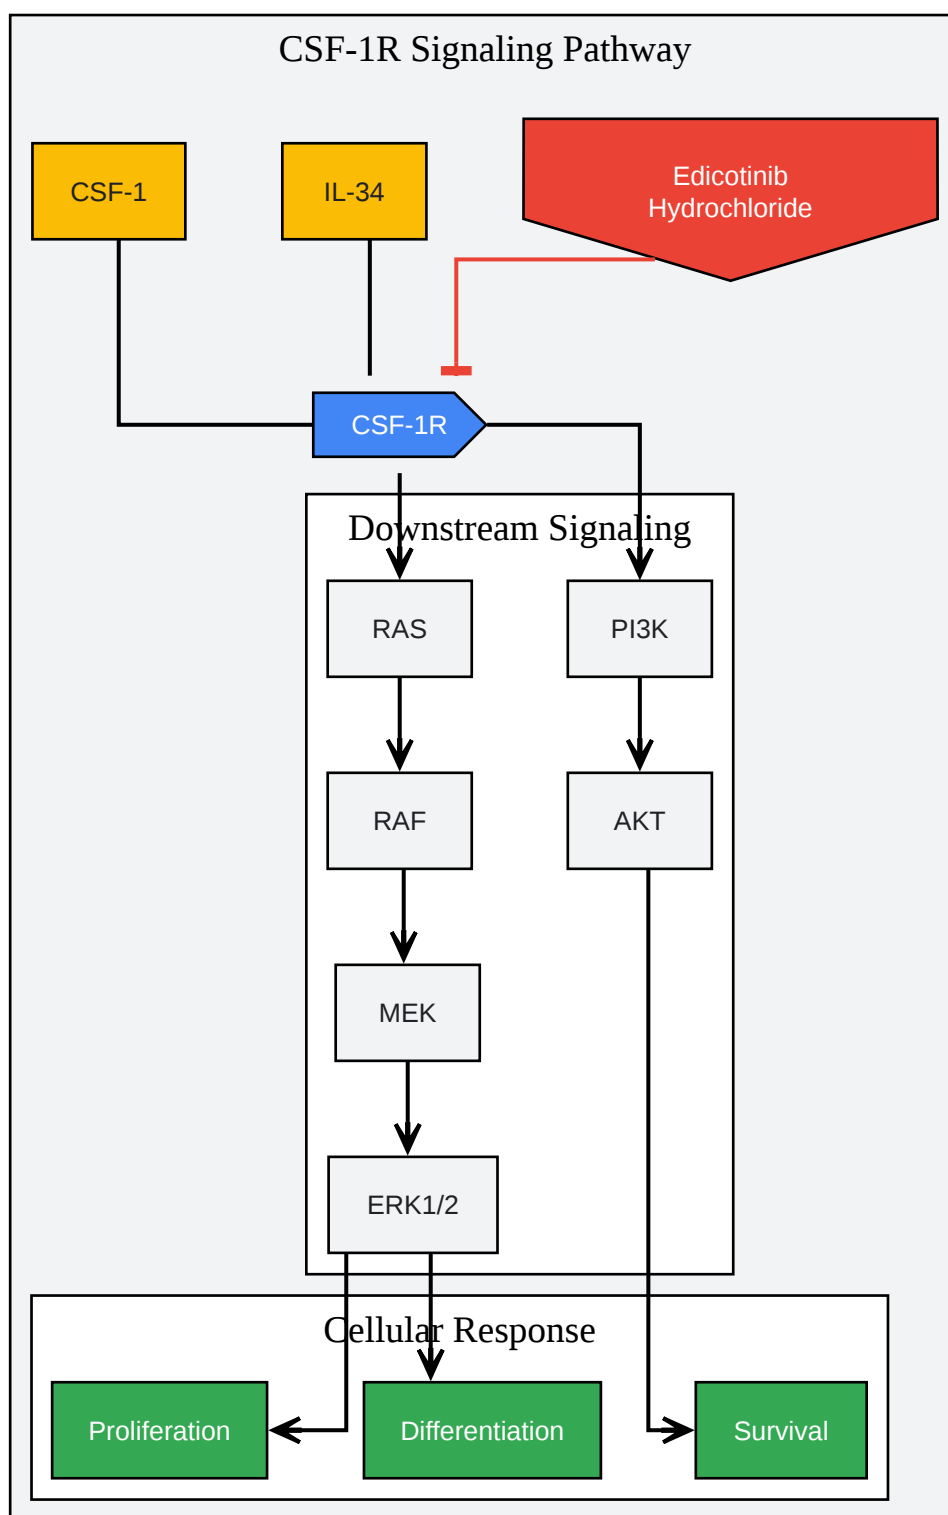 CSF-1R Signaling Pathway
CSF-1
IL-34
Edicotinib
Hydrochloride
CSF-1R
Downstream Signaling
RAS
PI3K
RAF
AKT
MEK
ERK1/2
Cellular Response
Proliferation
Differentiation
Survival